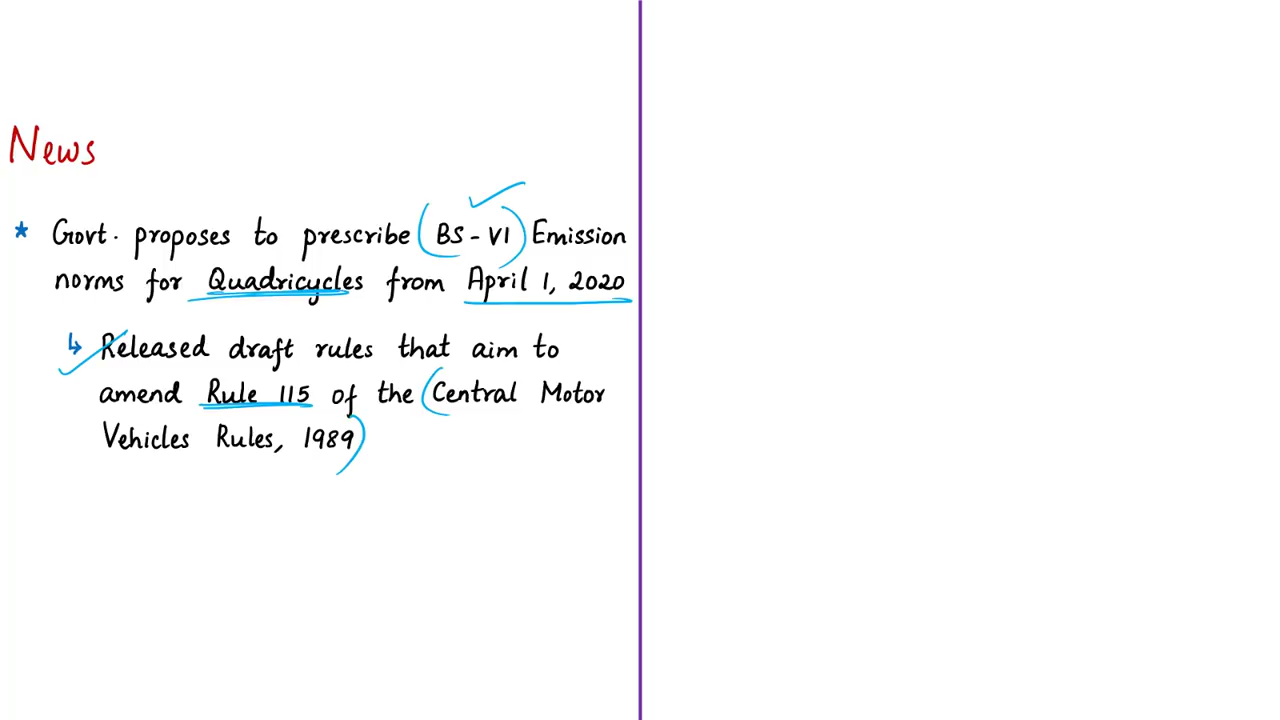 News
* Govt. proposes to prescribe (BS-VI) Emission
norms for Quadricycles from April 1, 2020
↳ Released draft rules that aim to
amend Rule 115 of the (Central Motor
Vehicles Rules, 1989)